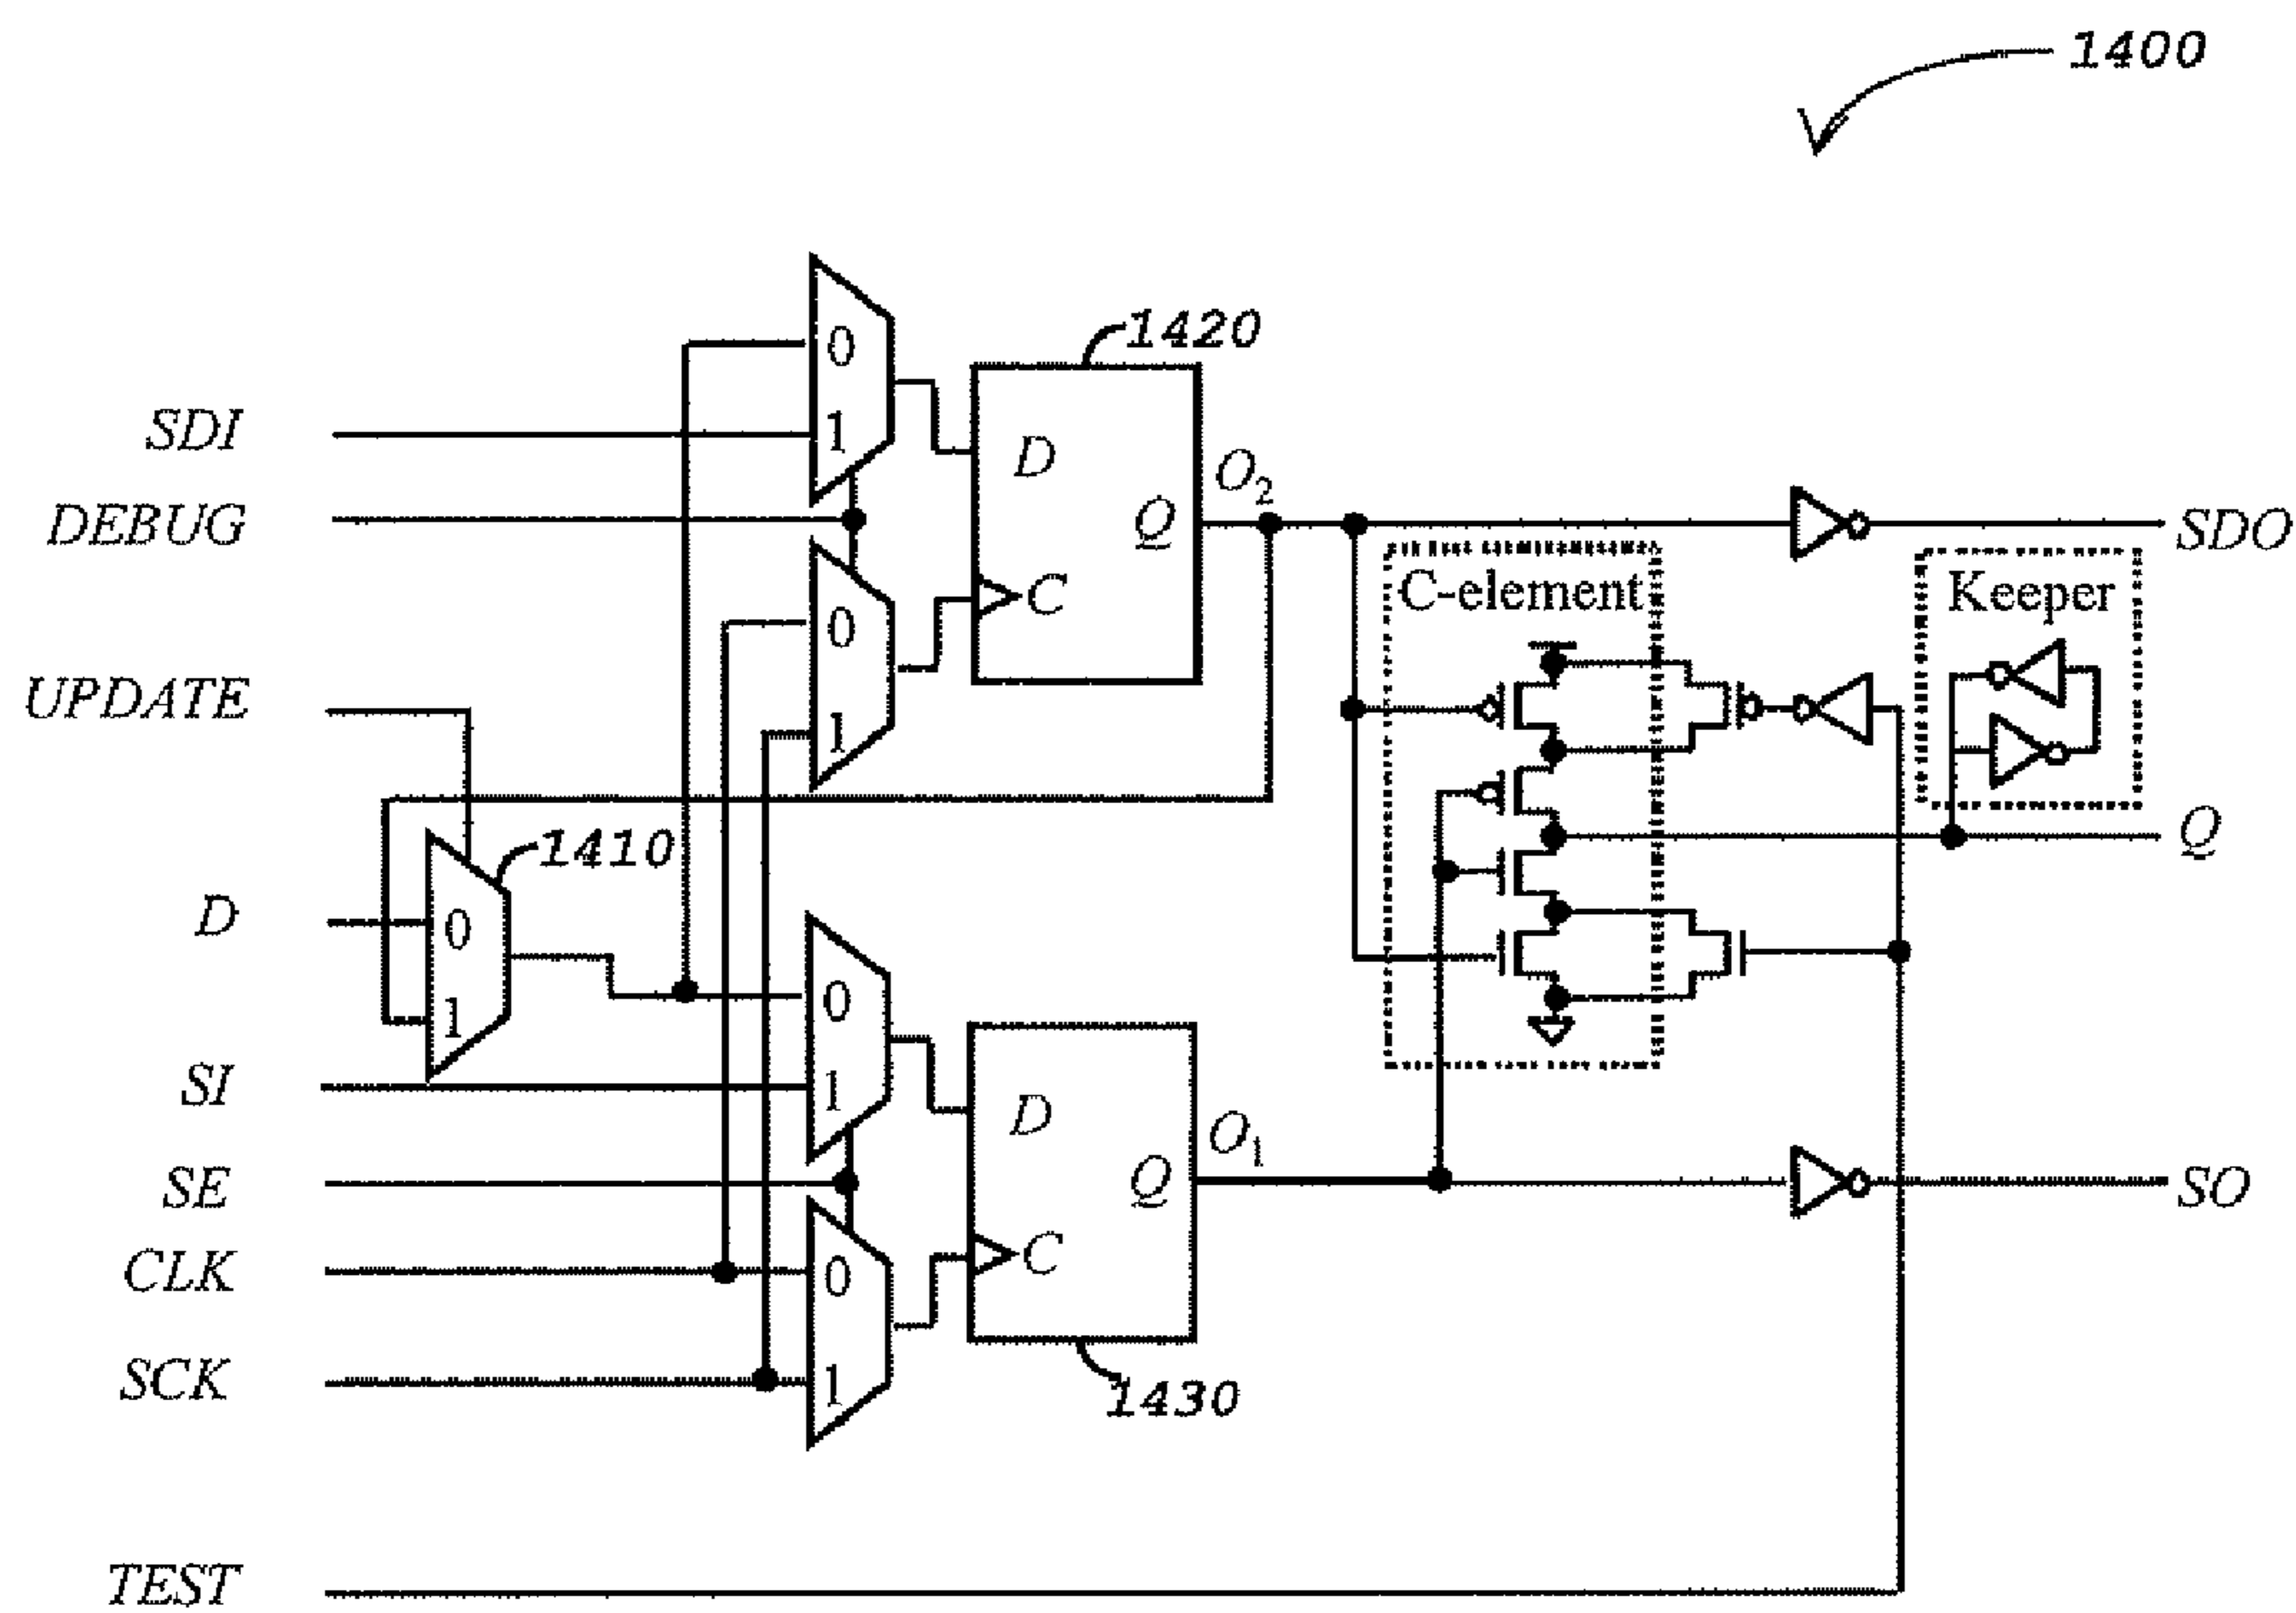 1400
0
1
SDI
DEBUG
1420
D
Q
C
O2
SDO
C-element
Keeper
0
1
UPDATE
1410
Q
D
0
1
0
1
SI
SE
CLK
SCK
D
Q
C
O1
SO
0
1
1430
TEST